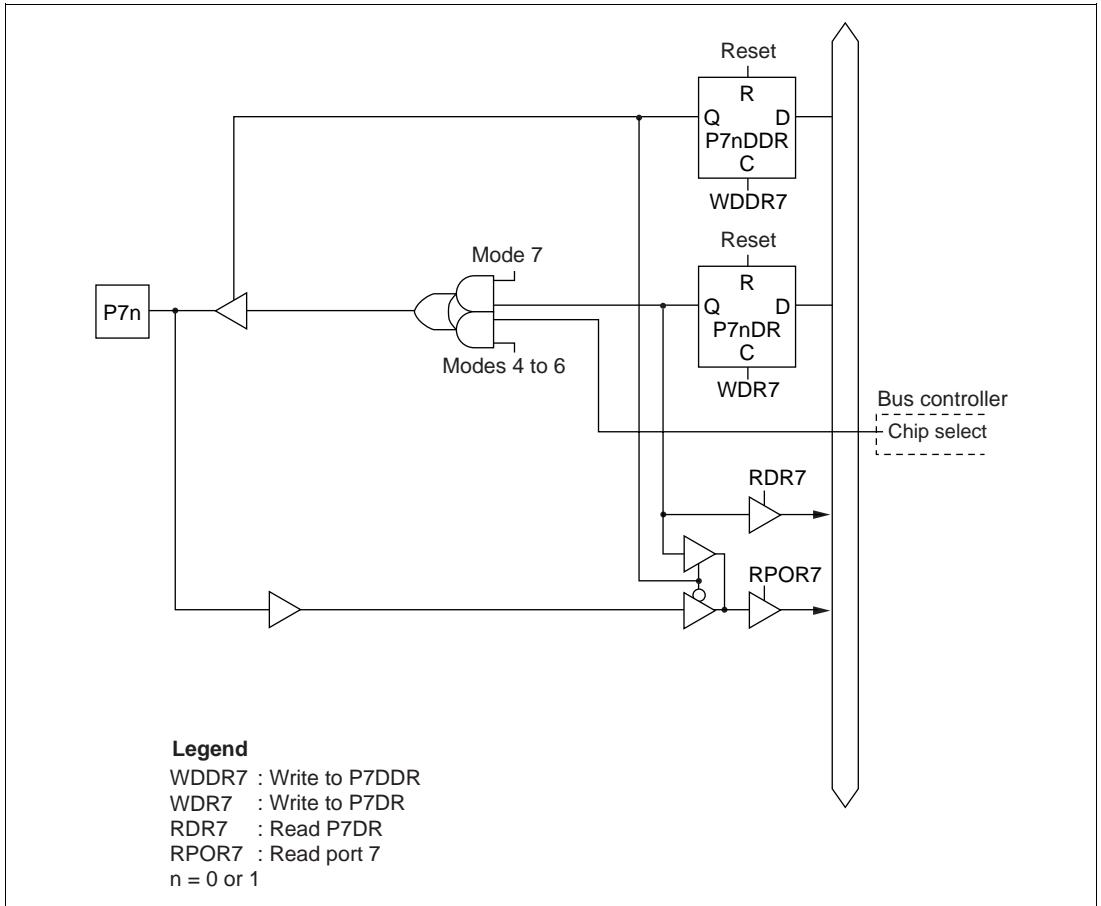 Reset
R
Q D
P7nDDR
C
WDDR7
Reset
Mode 7
R
Q D
P7n
P7nDR
C
Modes 4 to 6
WDR7
Bus controller
Chip select
RDR7
RPOR7
Legend
WDDR7 : Write to P7DDR
WDR7 : Write to P7DR
RDR7 : Read P7DR
RPOR7 : Read port 7
n = 0 or 1